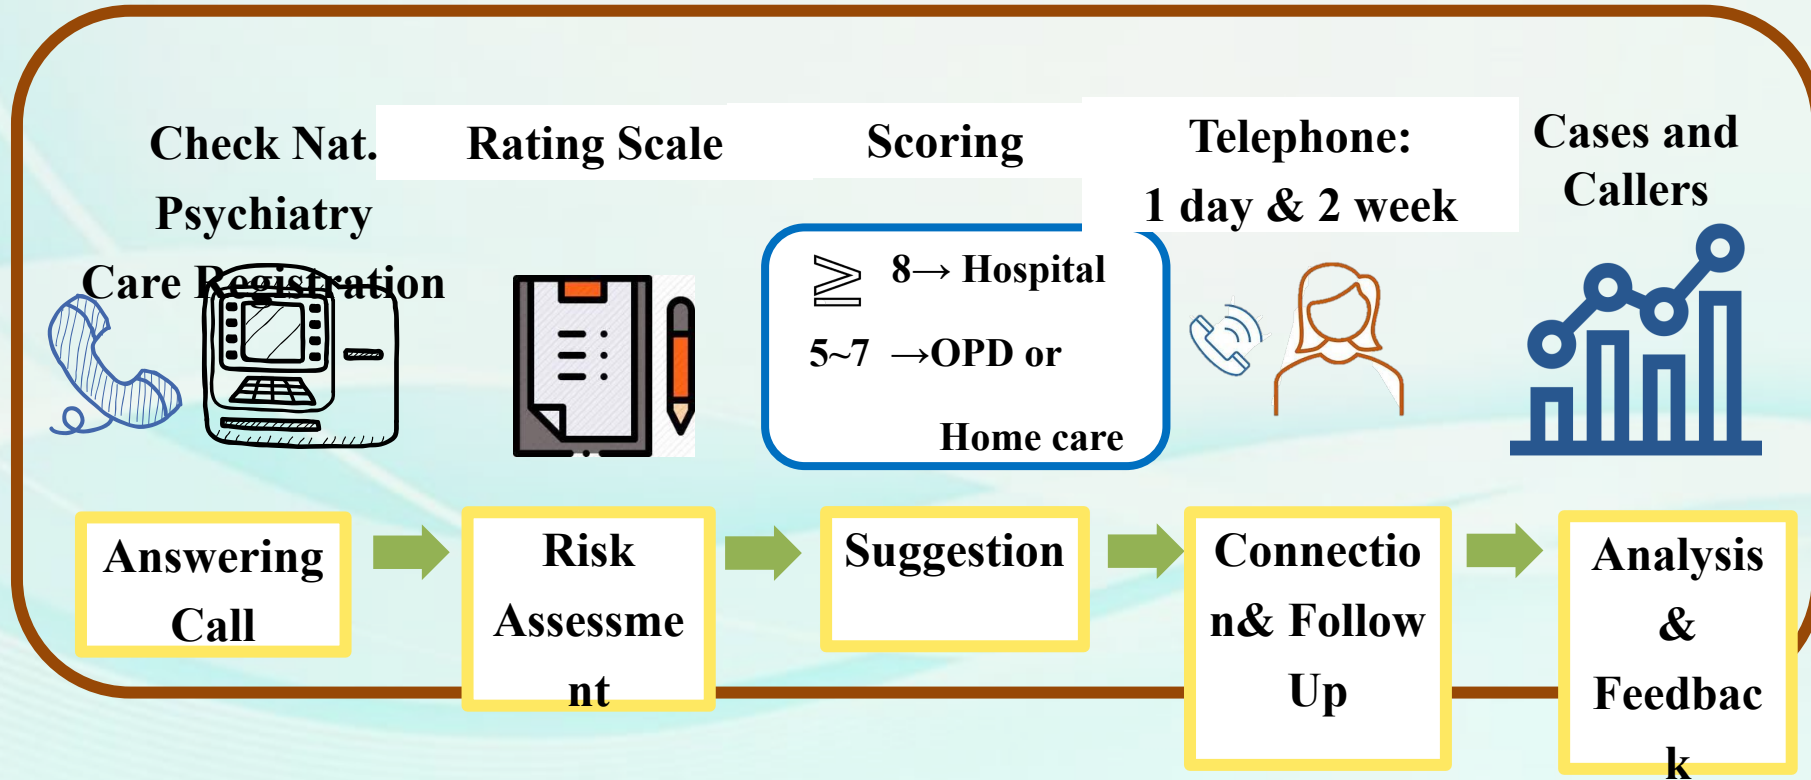 Check Nat.
Psychiatry
Care Registration
Rating Scale
Scoring
Telephone:
1 day & 2 week
Cases and
Callers
≧ 8→ Hospital
5~7 →OPD or
Home care
Answering
Call
Risk
Assessme
nt
Suggestion
Connectio
n& Follow
Up
Analysis
&
Feedbac
k